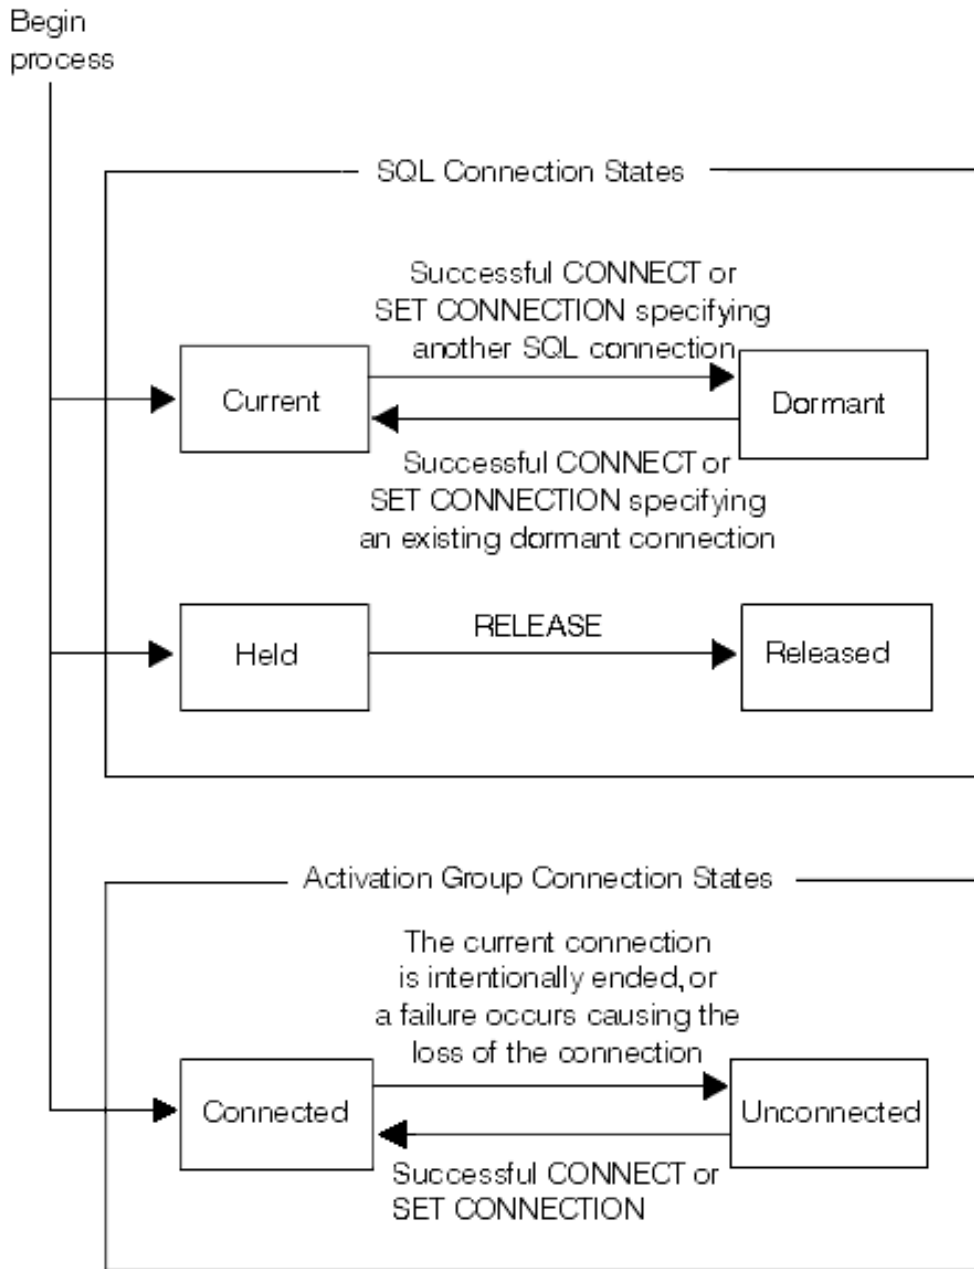 Begin
process
SQL Connection States
Successful CONNECT or
SET CONNECTION specifying
another SQL connection
Current
Dormant
Successful CONNECT or
SET CONNECTION specifying
an existing dormant connection
Held
RELEASE
Released
Activation Group Connection States
The current connection
is intentionally ended, or
a failure occurs causing the
loss of the connection
Connected
Unconnected
Successful CONNECT or
SET CONNECTION